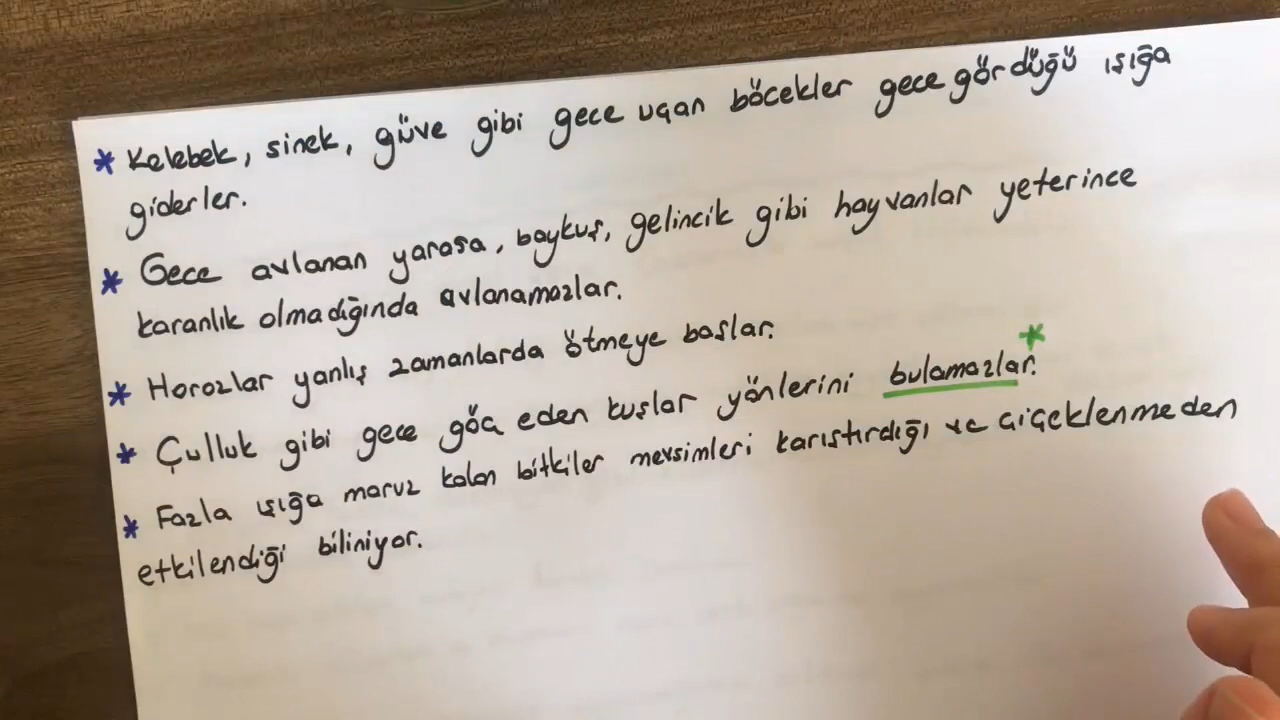 * Kelebek, sinek, güve gibi gece uçan böcekler gece gördüğü ışığa
giderler.
* Gece avlanan yarasa, baykuş, gelincik gibi hayvanlar yeterince
karanlık olmadığında avlanamazlar.
* Horozlar yanlış zamanlarda ötmeye başlar.
* Çulluk gibi gece göç eden kuşlar yönlerini bulamazlar. *
* Fazla ışığa maruz kalan bitkiler mevsimleri karıştırdığı ve çiçeklenmeden
etkilendiği biliniyor.